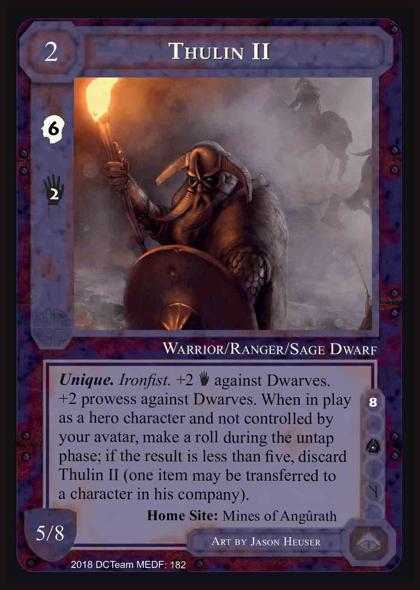 2
THULIN II
6
2
WARRIOR/RANGER/SAGE DWARF
Unique. Ironfist. +2 against Dwarves.
+2 prowess against Dwarves. When in play
as a hero character and not controlled by
your avatar, make a roll during the untap
phase; if the result is less than five, discard
Thulin II (one item may be transferred to
a character in his company).
8
Home Site: Mines of Angûrath
5/8
ART BY JASON HEUSER
2018 DCTeam MEDF: 182